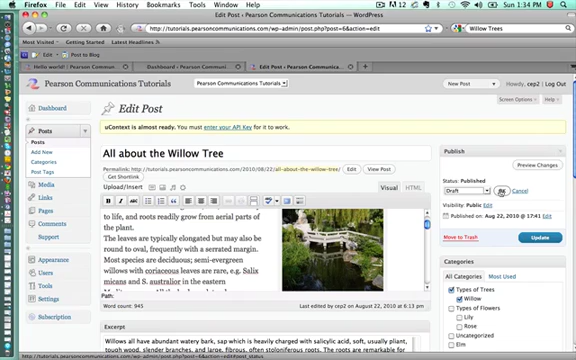 Firefox File Edit View History Bookmarks Tools Window Help 12 Sun 1:34 PM
Edit Post ‹ Pearson Communications Tutorials — WordPress
http://tutorials.pearsoncommunications.com/wp-admin/post.php?post=6&action=edit Willow Tree
Most Visited Getting Started Latest Headlines
Edit Post to Blog
Hello world! | Pearson Communi... Dashboard ‹ Pearson Communicati... Edit Post ‹ Pearson Communica...
Pearson Communications Tutorials Pearson Communications Tutorials New Post Howdy, cep2 | Log Out
Screen Options Help
Dashboard
Posts
Posts
Add New
Categories
Post Tags
Media
Links
Pages
Comments
Support
Appearance
Users
Tools
Settings
Subscription
Edit Post
uContext is almost ready. You must enter your API Key for it to work.
All about the Willow Tree
Permalink: http://tutorials.pearsoncommunications.com/2010/08/22/all-about-the-willow-tree/ Edit View Post
Get Shortlink
Upload/Insert Visual HTML
B I ABC
to life, and roots readily grow from aerial parts of
the plant.
The leaves are typically elongated but may also be
round to oval, frequently with a serrated margin.
Most species are deciduous; semi-evergreen
willows with coriaceous leaves are rare, e.g. Salix
micans and S. australior in the eastern
Path:
Word count: 945 Last edited by cep2 on August 22, 2010 at 6:13 pm
Excerpt
Willows all have abundant watery bark, sap which is heavily charged with salicylic acid, soft, usually pliant,
tough wood, slender branches, and large, fibrous, often stoloniferous roots. The roots are remarkable for
Publish
Preview Changes
Status: Published
Draft OK Cancel
Visibility: Public Edit
Published on: Aug 22, 2010 @ 17:41 Edit
Move to Trash Update
Categories
All Categories Most Used
Types of Trees
Willow
Types of Flowers
Lily
Rose
Uncategorized
Elm